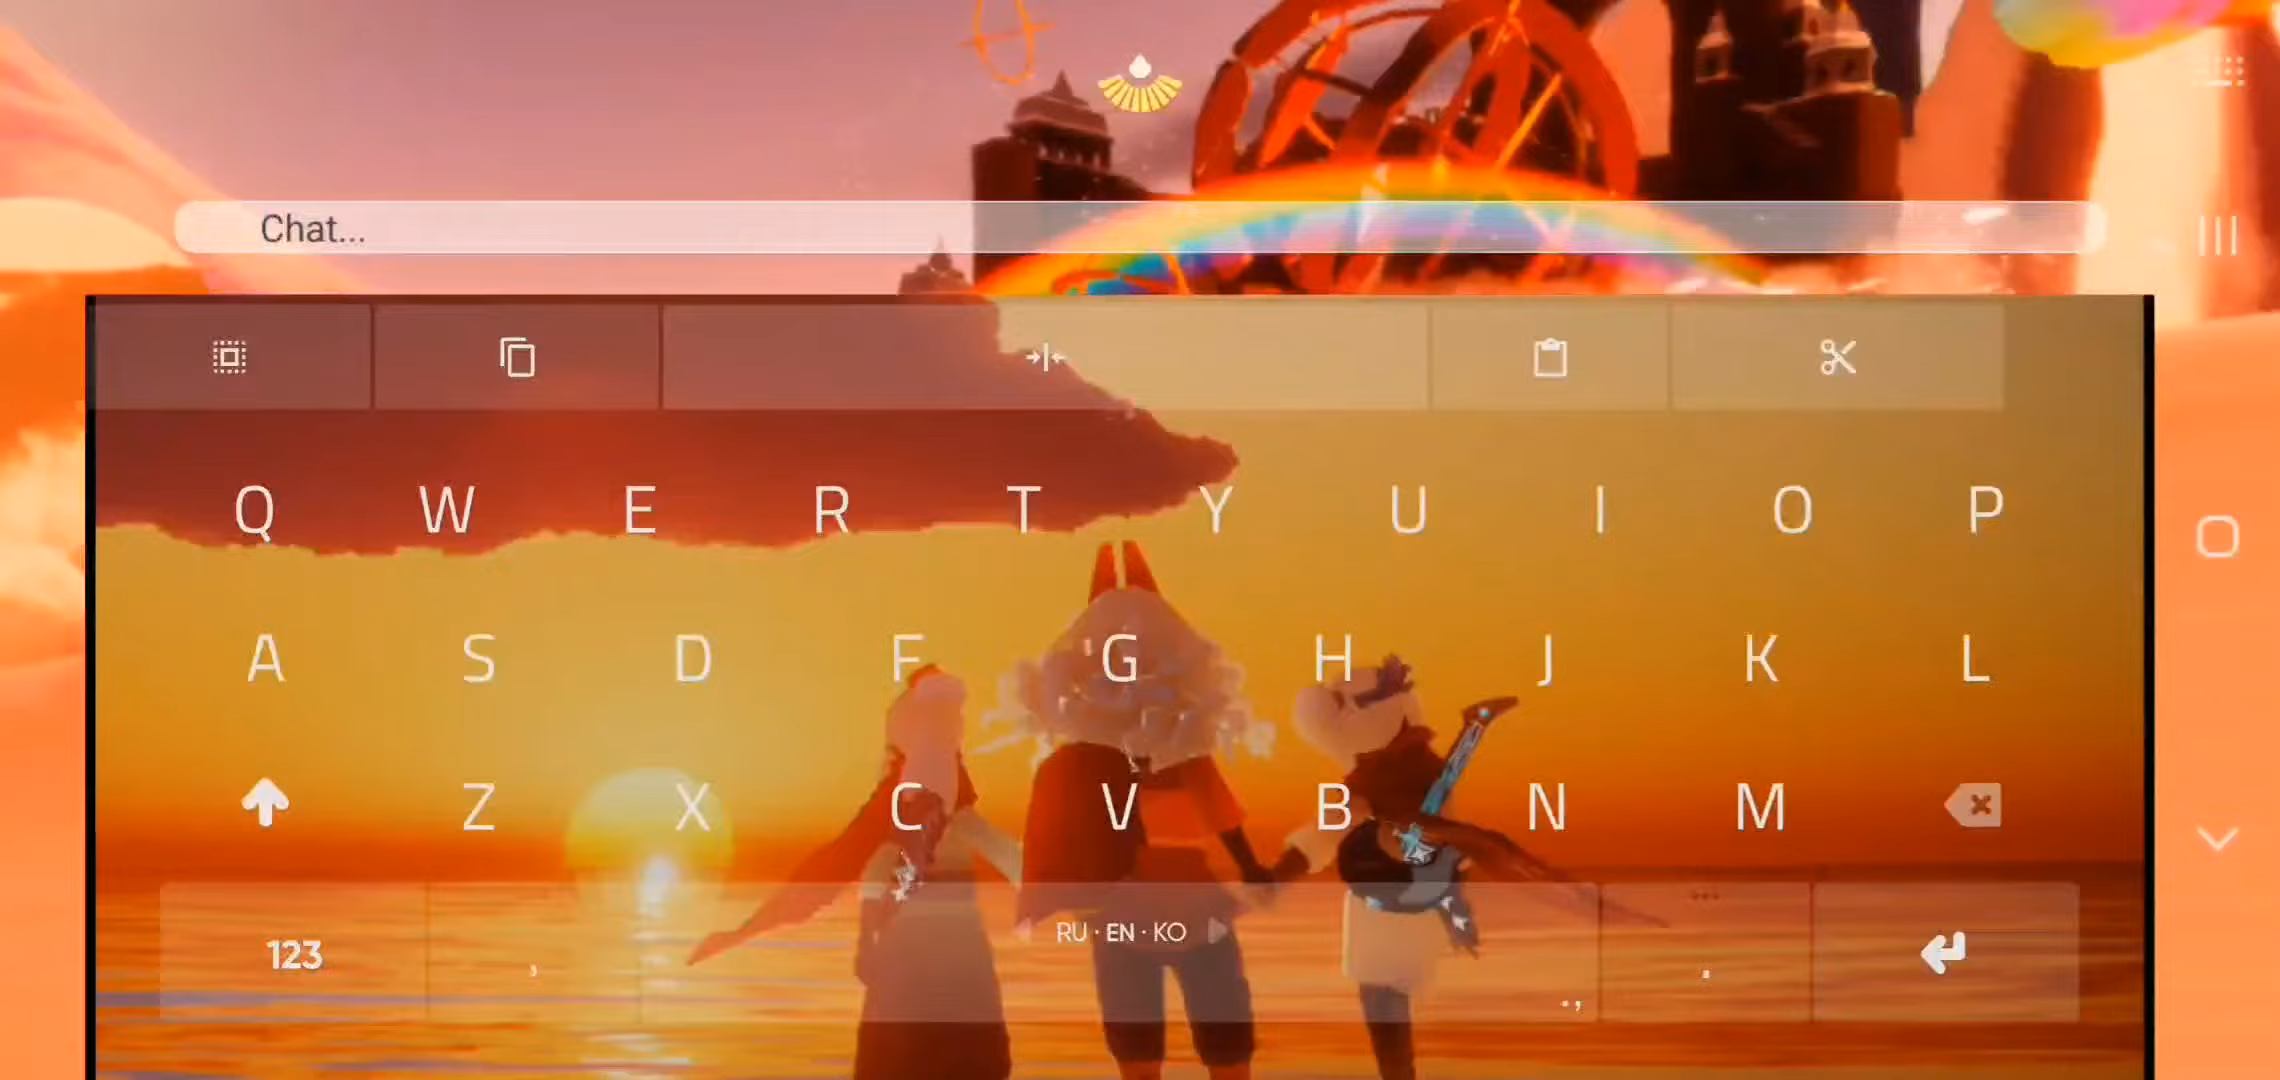 Chat...
Q W E R T Y U I O P
A S D F G H J K L
Z X C V B N M
123 , RU · EN · KO ., .